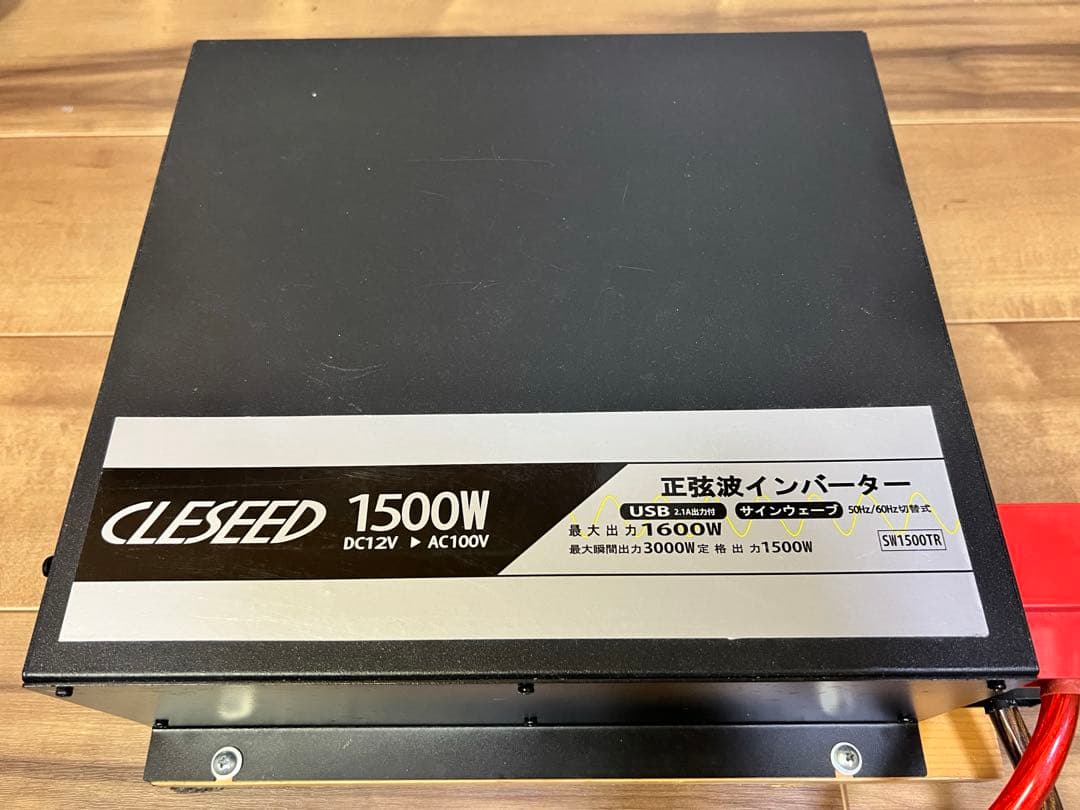 CLESEED
1500W
DC12V ▶ AC100V
正弦波インバーター
USB 2.1A出力付 サインウェーブ 50Hz/60Hz切替式
最大出力1600W
最大瞬間出力3000W 定格出力1500W
SW1500TR